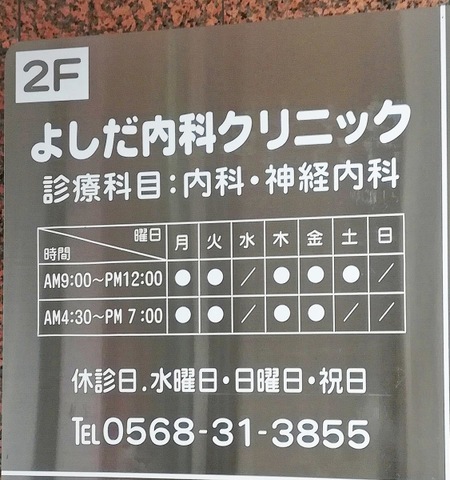 2F
よしだ内科クリニック
診療科目:内科・神経内科
曜日 時間 月 火 水 木 金 土 日
AM9:00~PM12:00 ● ● / ● ● ● /
AM4:30~PM 7:00 ● ● / ● ● / /
休診日.水曜日・日曜日・祝日
TEL0568-31-3855